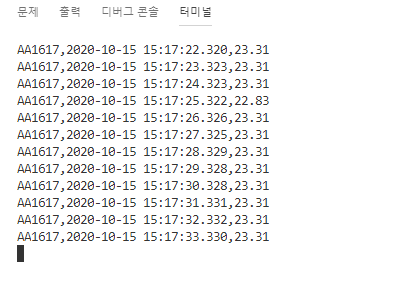 문제 출력 디버그 콘솔 터미널
AA1617,2020-10-15 15:17:22.320,23.31
AA1617,2020-10-15 15:17:23.323,23.31
AA1617,2020-10-15 15:17:24.323,23.31
AA1617,2020-10-15 15:17:25.322,22.83
AA1617,2020-10-15 15:17:26.326,23.31
AA1617,2020-10-15 15:17:27.325,23.31
AA1617,2020-10-15 15:17:28.329,23.31
AA1617,2020-10-15 15:17:29.328,23.31
AA1617,2020-10-15 15:17:30.328,23.31
AA1617,2020-10-15 15:17:31.331,23.31
AA1617,2020-10-15 15:17:32.332,23.31
AA1617,2020-10-15 15:17:33.330,23.31